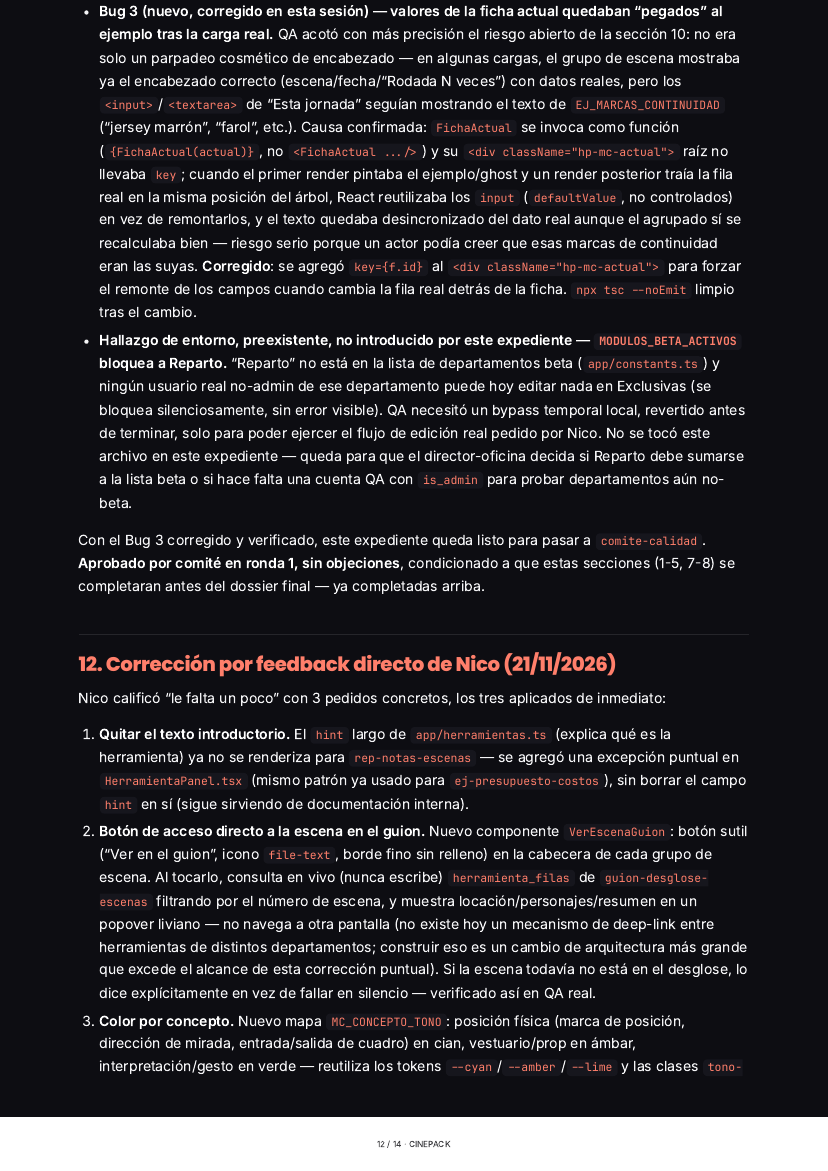 • Bug 3 (nuevo, corregido en esta sesión) — valores de la ficha actual quedaban “pegados” al
ejemplo tras la carga real. QA acotó con más precisión el riesgo abierto de la sección 10: no era
solo un parpadeo cosmético de encabezado — en algunas cargas, el grupo de escena mostraba
ya el encabezado correcto (escena/fecha/“Rodada N veces”) con datos reales, pero los
<input> / <textarea> de “Esta jornada” seguían mostrando el texto de EJ_MARCAS_CONTINUIDAD
(“jersey marrón”, “farol”, etc.). Causa confirmada: FichaActual se invoca como función
( {FichaActual(actual)} , no <FichaActual .../> ) y su <div className="hp-mc-actual"> raíz no
llevaba key ; cuando el primer render pintaba el ejemplo/ghost y un render posterior traía la fila
real en la misma posición del árbol, React reutilizaba los input ( defaultValue , no controlados)
en vez de remontarlos, y el texto quedaba desincronizado del dato real aunque el agrupado sí se
recalculaba bien — riesgo serio porque un actor podía creer que esas marcas de continuidad
eran las suyas. Corregido: se agregó key={f.id} al <div className="hp-mc-actual"> para forzar
el remonte de los campos cuando cambia la fila real detrás de la ficha. npx tsc --noEmit limpio
tras el cambio.
• Hallazgo de entorno, preexistente, no introducido por este expediente — MODULOS_BETA_ACTIVOS
bloquea a Reparto. “Reparto” no está en la lista de departamentos beta ( app/constants.ts ) y
ningún usuario real no-admin de ese departamento puede hoy editar nada en Exclusivas (se
bloquea silenciosamente, sin error visible). QA necesitó un bypass temporal local, revertido antes
de terminar, solo para poder ejercer el flujo de edición real pedido por Nico. No se tocó este
archivo en este expediente — queda para que el director-oficina decida si Reparto debe sumarse
a la lista beta o si hace falta una cuenta QA con is_admin para probar departamentos aún no-
beta.
Con el Bug 3 corregido y verificado, este expediente queda listo para pasar a comite-calidad .
Aprobado por comité en ronda 1, sin objeciones, condicionado a que estas secciones (1-5, 7-8) se
completaran antes del dossier final — ya completadas arriba.
12. Corrección por feedback directo de Nico (21/11/2026)
Nico calificó “le falta un poco” con 3 pedidos concretos, los tres aplicados de inmediato:
1. Quitar el texto introductorio. El hint largo de app/herramientas.ts (explica qué es la
herramienta) ya no se renderiza para rep-notas-escenas — se agregó una excepción puntual en
HerramientaPanel.tsx (mismo patrón ya usado para ej-presupuesto-costos ), sin borrar el campo
hint en sí (sigue sirviendo de documentación interna).
2. Botón de acceso directo a la escena en el guion. Nuevo componente VerEscenaGuion : botón sutil
(“Ver en el guion”, icono file-text , borde fino sin relleno) en la cabecera de cada grupo de
escena. Al tocarlo, consulta en vivo (nunca escribe) herramienta_filas de guion-desglose-
escenas filtrando por el número de escena, y muestra locación/personajes/resumen en un
popover liviano — no navega a otra pantalla (no existe hoy un mecanismo de deep-link entre
herramientas de distintos departamentos; construir eso es un cambio de arquitectura más grande
que excede el alcance de esta corrección puntual). Si la escena todavía no está en el desglose, lo
dice explícitamente en vez de fallar en silencio — verificado así en QA real.
3. Color por concepto. Nuevo mapa MC_CONCEPTO_TONO : posición física (marca de posición,
dirección de mirada, entrada/salida de cuadro) en cian, vestuario/prop en ámbar,
interpretación/gesto en verde — reutiliza los tokens --cyan / --amber / --lime y las clases tono-
12 / 14 · CINEPACK